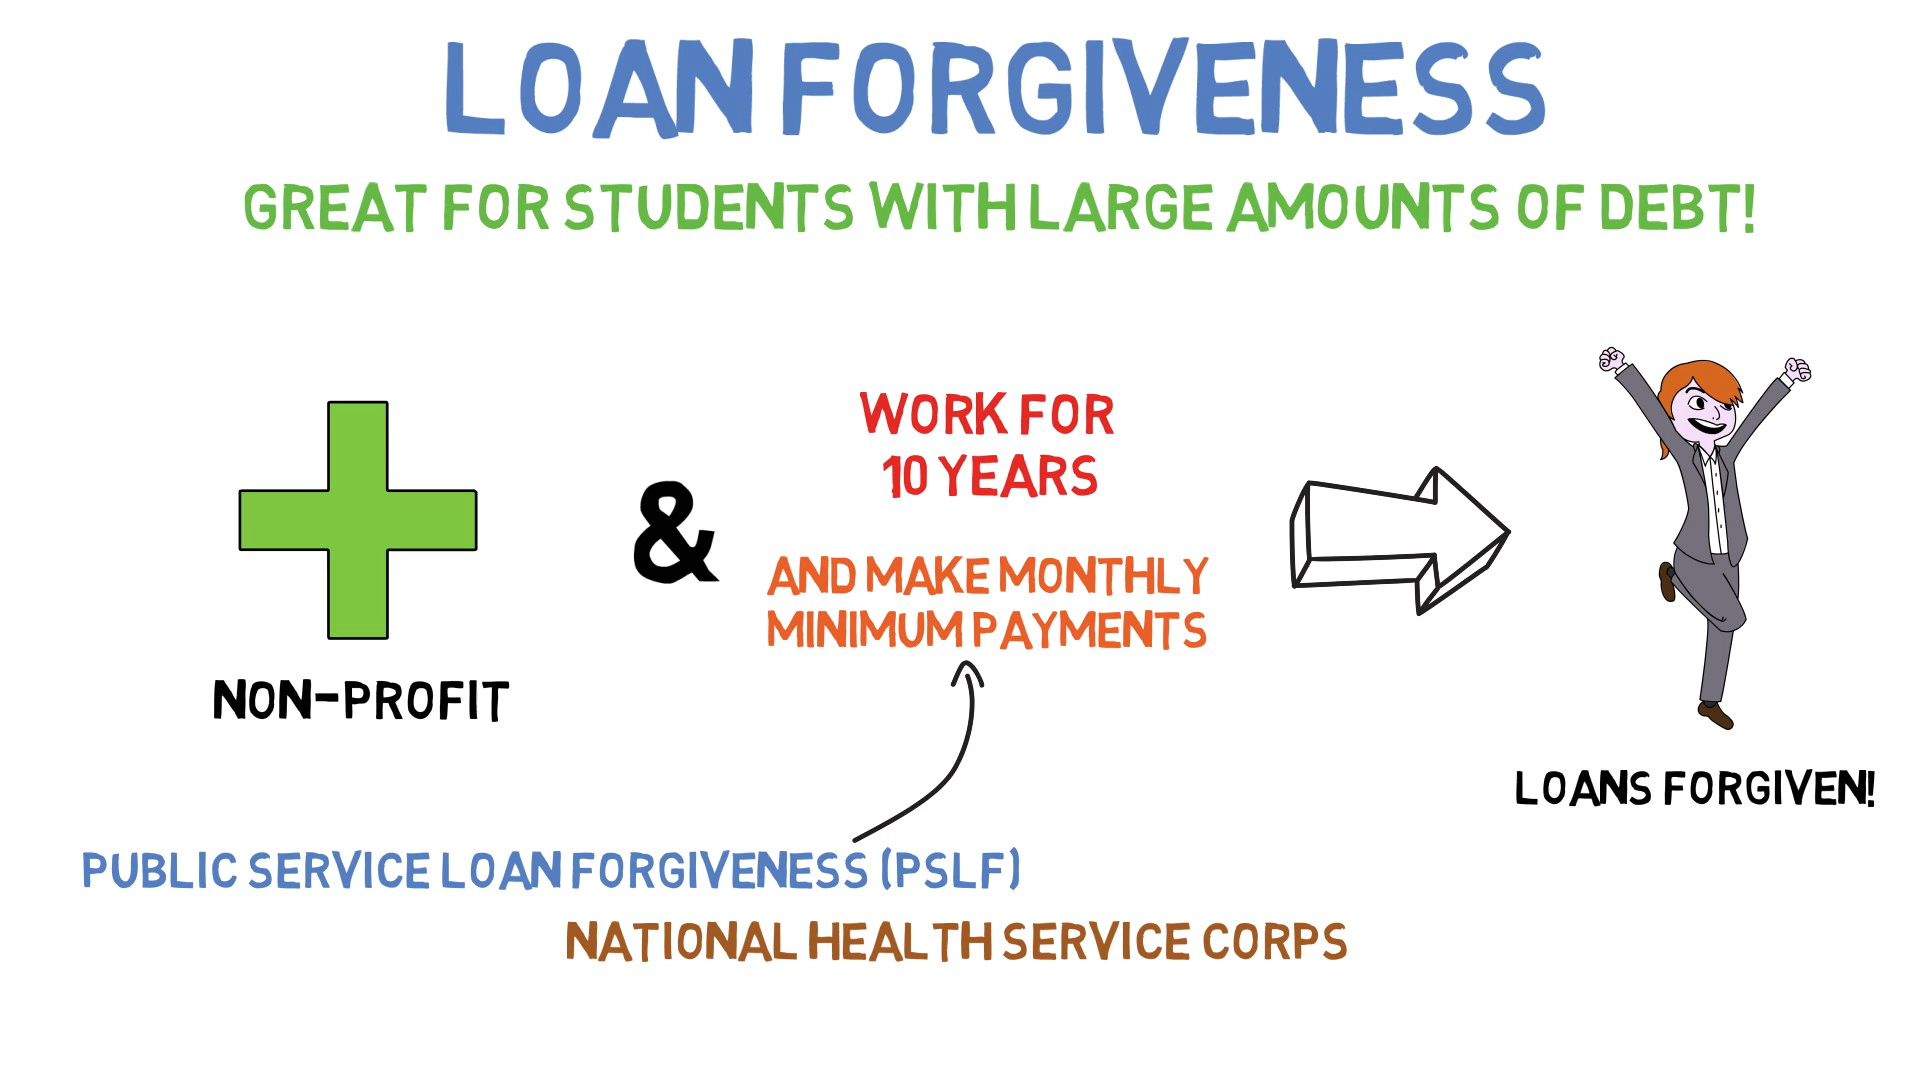 LOAN FORGIVENESS
GREAT FOR STUDENTS WITH LARGE AMOUNTS OF DEBT!
NON-PROFIT
&
WORK FOR
10 YEARS
AND MAKE MONTHLY
MINIMUM PAYMENTS
LOANS FORGIVEN!
PUBLIC SERVICE LOAN FORGIVENESS (PSLF)
NATIONAL HEALTH SERVICE CORPS